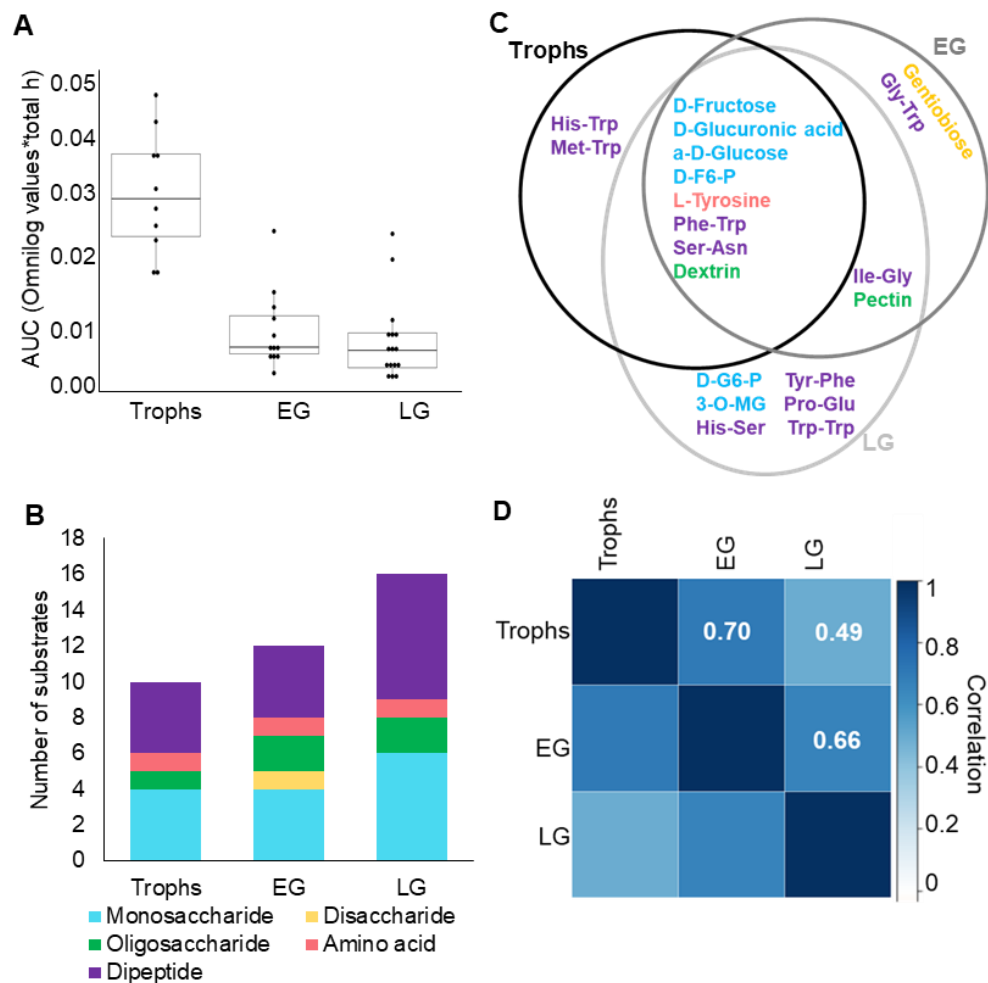 A
AUC (Omnilog values*total h)
0.05
0.04
0.03
0.02
0.01
0.00
Trophs
EG
LG
C
Trophs
EG
LG
His-Trp
Met-Trp
D-Fructose
D-Glucuronic acid
a-D-Glucose
D-F6-P
L-Tyrosine
Phe-Trp
Ser-Asn
Dextrin
Gly-Trp
Gentiobiose
Ile-Gly
Pectin
D-G6-P Tyr-Phe
3-O-MG Pro-Glu
His-Ser Trp-Trp
B
Number of substrates
18
16
14
12
10
8
6
4
2
0
Trophs
EG
LG
Monosaccharide
Disaccharide
Oligosaccharide
Amino acid
Dipeptide
D
Trophs
EG
LG
Trophs
0.70
0.49
EG
0.66
LG
1
0.8
0.6
0.4
0.2
0
Correlation